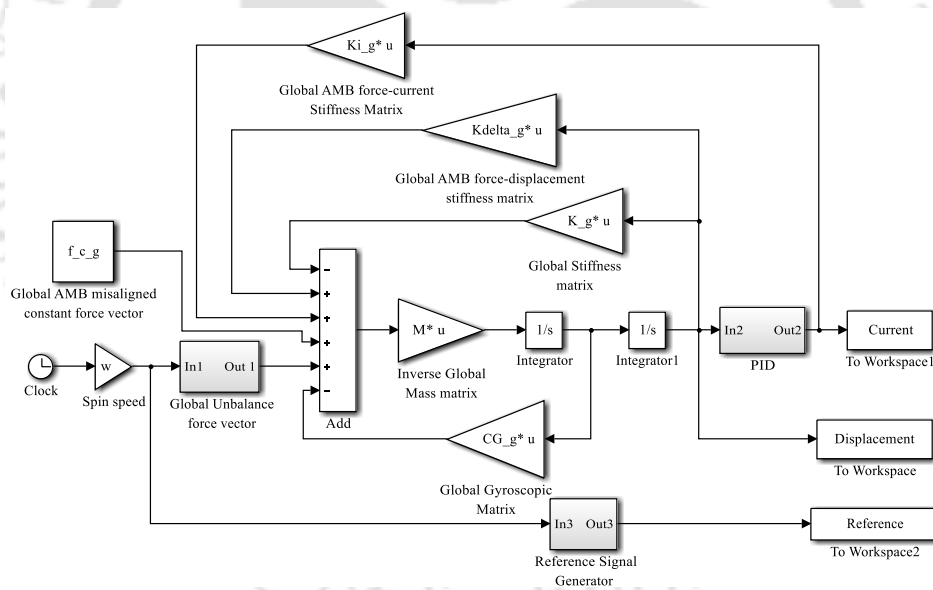 Ki_g* u
Global AMB force-current
Stiffness Matrix
Kdelta_g* u
Global AMB force-displacement
stiffness matrix
K_g* u
Global Stiffness
matrix
f_c_g
Global AMB misaligned
constant force vector
Clock
w
Spin speed
In1 Out 1
Global Unbalance
force vector
Add
M* u
Inverse Global
Mass matrix
1/s
Integrator
1/s
Integrator1
In2 Out2
PID
Current
To Workspace1
CG_g* u
Global Gyroscopic
Matrix
Displacement
To Workspace
In3 Out3
Reference Signal
Generator
Reference
To Workspace2